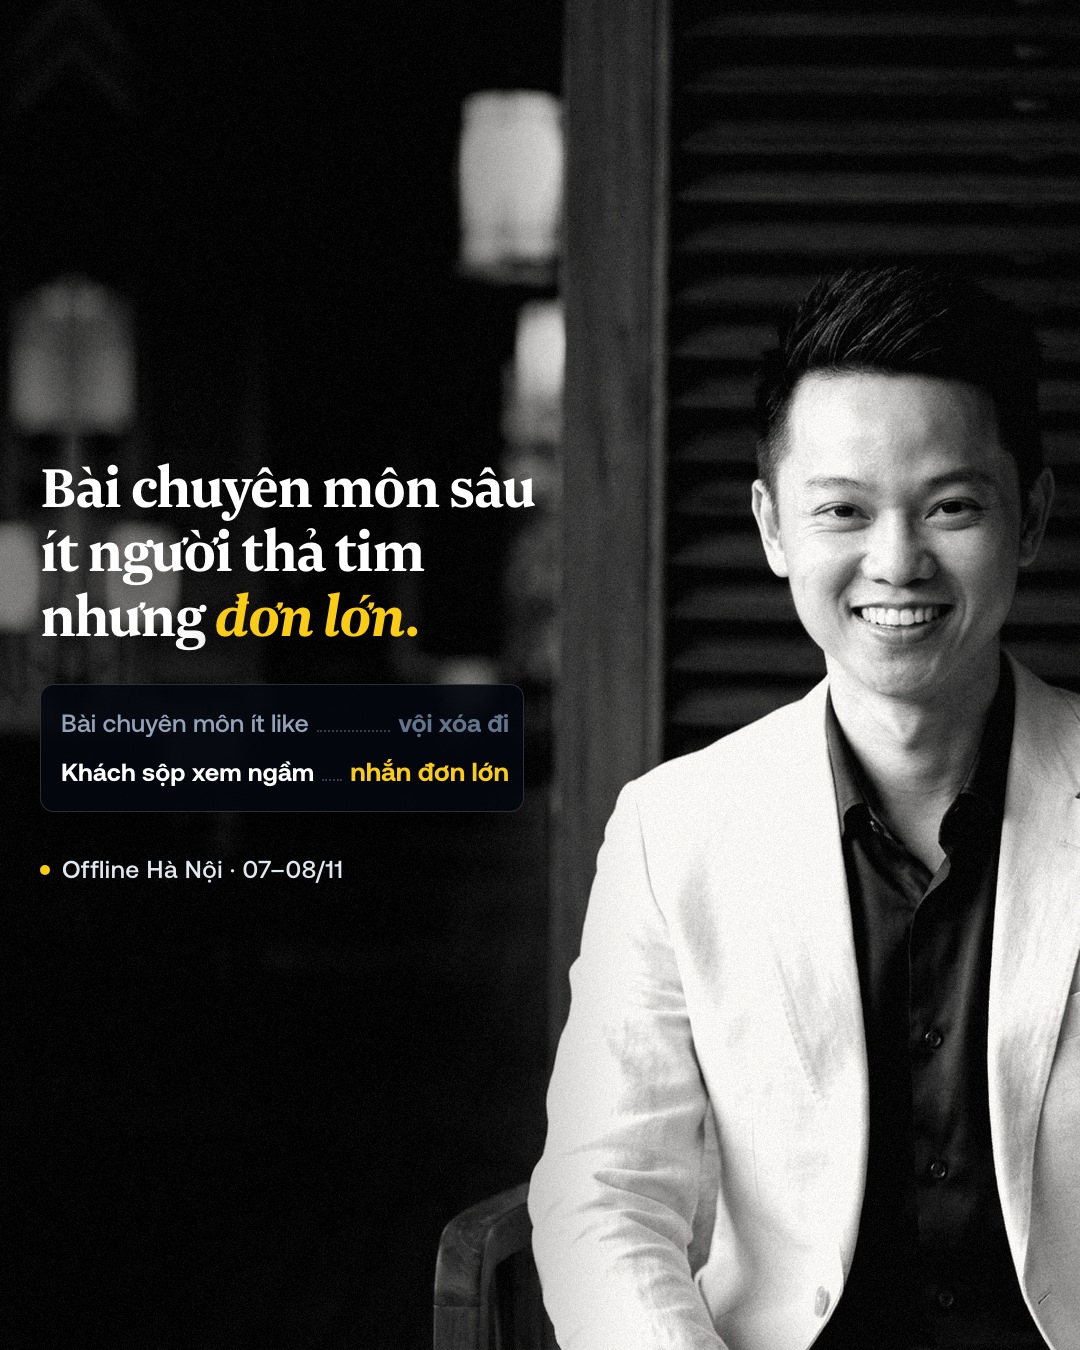 Bài chuyên môn sâu
ít người thả tim
nhưng đơn lớn.
Bài chuyên môn ít like ........ vội xóa đi
Khách sộp xem ngầm .... nhắn đơn lớn
Offline Hà Nội · 07–08/11